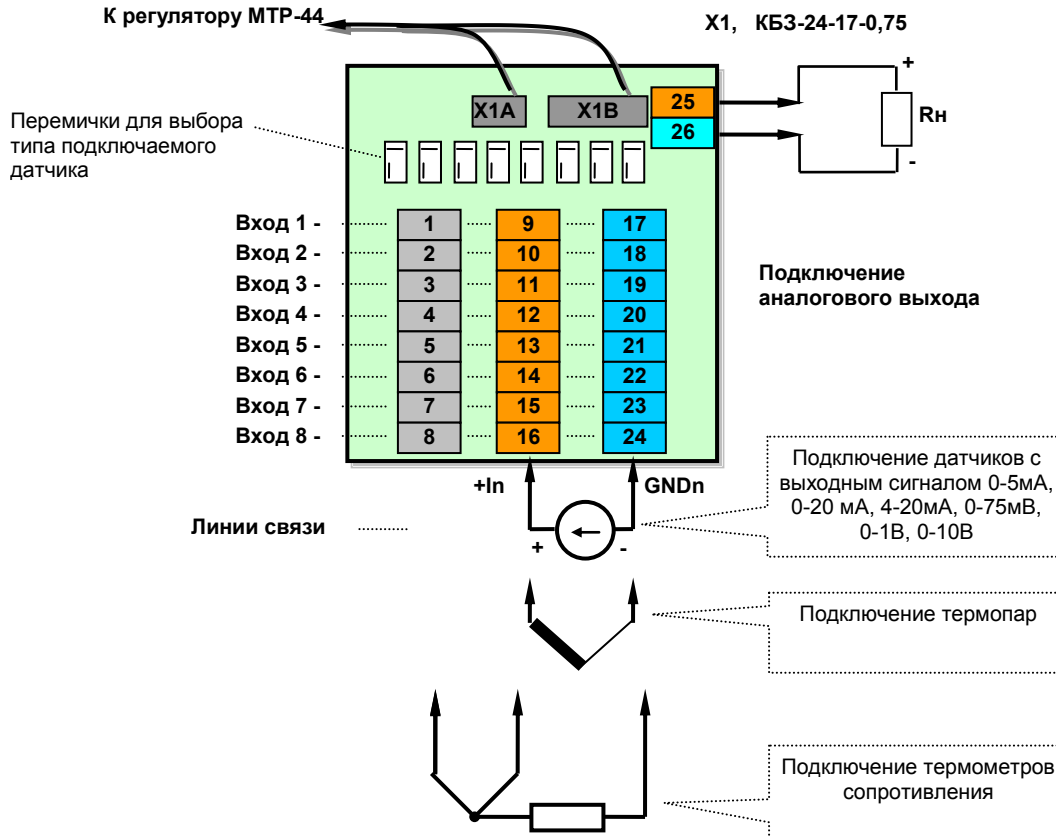 К регулятору МТР-44
X1, КБЗ-24-17-0,75
X1A
X1B
25
26
+
Rн
-
Перемички для выбора
типа подключаемого
датчика
Вход 1 - 1 9 17
Вход 2 - 2 10 18
Вход 3 - 3 11 19
Вход 4 - 4 12 20
Вход 5 - 5 13 21
Вход 6 - 6 14 22
Вход 7 - 7 15 23
Вход 8 - 8 16 24
Подключение
аналогового выхода
+In
GNDn
Линии связи
+ -
Подключение датчиков с
выходным сигналом 0-5мА,
0-20 мА, 4-20мА, 0-75мВ,
0-1В, 0-10В
Подключение термопар
Подключение термометров
сопротивления